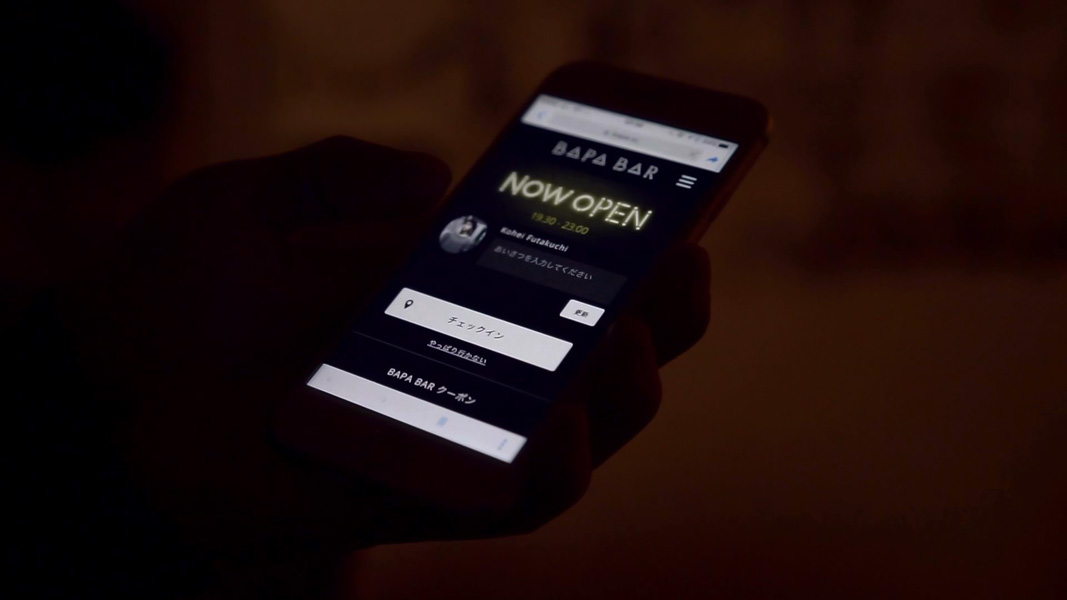 BAPA BAR
NOW OPEN
19:30 - 23:00
Kohei Futakuchi
あいさつを入力してください
更新
チェックイン
やっぱり行かない
BAPA BAR クーポン